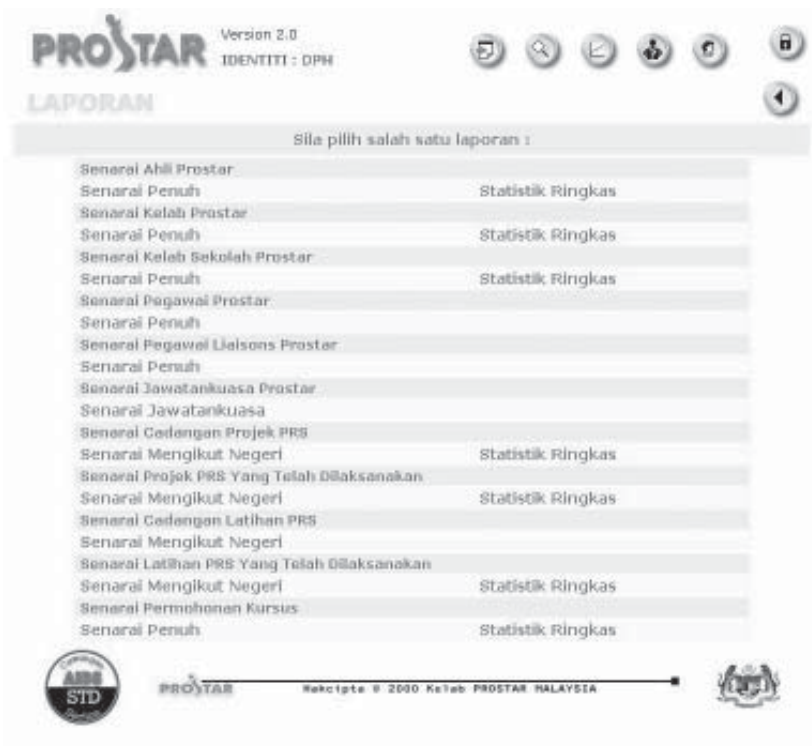 PROSTAR Version 2.0
IDENTITI : DPH
LAPORAN
Sila pilih salah satu laporan :
Senarai Ahli Prostar
Senarai Penuh Statistik Ringkas
Senarai Kelab Prostar
Senarai Penuh Statistik Ringkas
Senarai Kelab Sekolah Prostar
Senarai Penuh Statistik Ringkas
Senarai Pegawai Prostar
Senarai Penuh
Senarai Pegawai Liaisons Prostar
Senarai Penuh
Senarai Jawatankuasa Prostar
Senarai Jawatankuasa
Senarai Cadangan Projek PRS
Senarai Mengikut Negeri Statistik Ringkas
Senarai Projek PRS Yang Telah Dilaksanakan
Senarai Mengikut Negeri Statistik Ringkas
Senarai Cadangan Latihan PRS
Senarai Mengikut Negeri
Senarai Latihan PRS Yang Telah Dilaksanakan
Senarai Mengikut Negeri Statistik Ringkas
Senarai Permohonan Kursus
Senarai Penuh Statistik Ringkas
AIDS
STD
PROSTAR Hakcipta © 2000 Kelab PROSTAR MALAYSIA